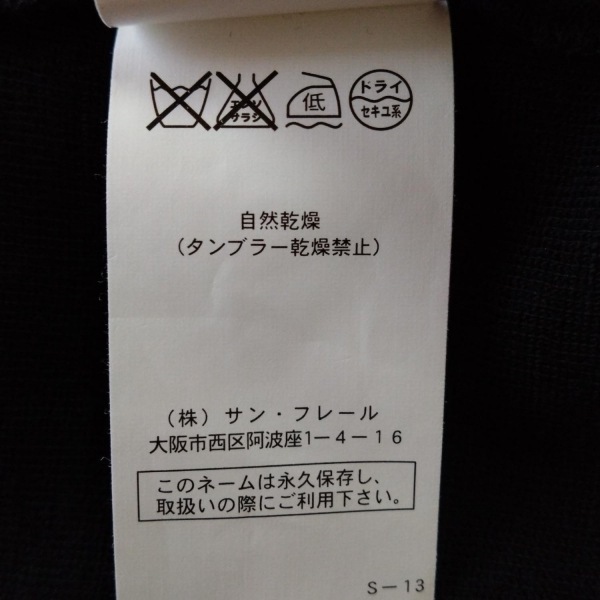 エンソ サラシ 低 ドライ セキユ系
自然乾燥
(タンブラー乾燥禁止)
(株) サン・フレール
大阪市西区阿波座1-4-16
このネームは永久保存し、
取扱いの際にご利用下さい。
S-13